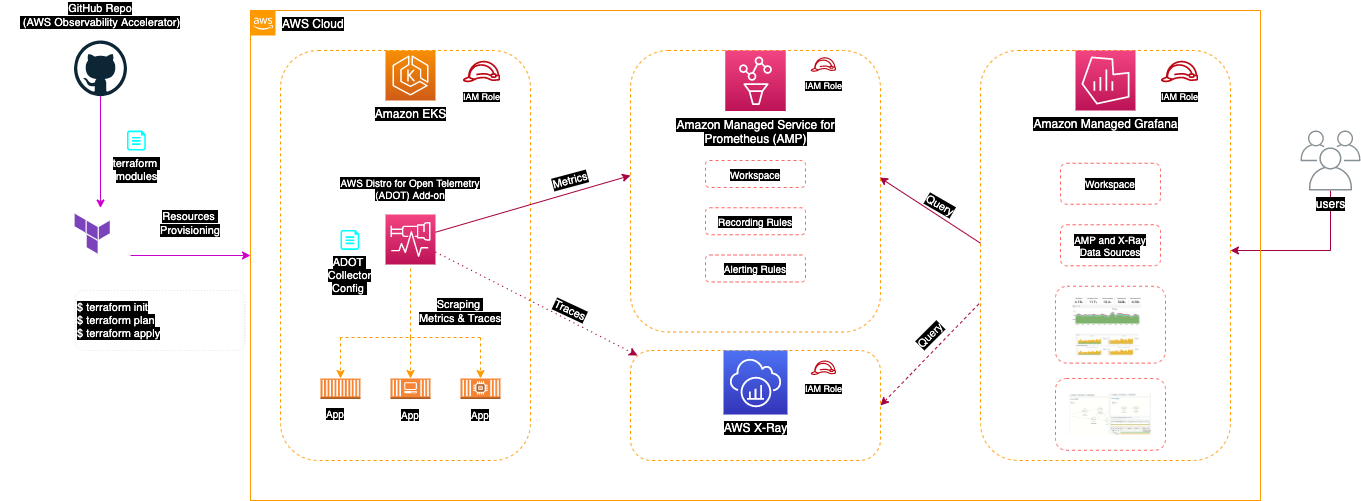 GitHub Repo
(AWS Observability Accelerator)
terraform
modules
Resources
Provisioning
$ terraform init
$ terraform plan
$ terraform apply
aws
AWS Cloud
Amazon EKS
IAM Role
AWS Distro for Open Telemetry
(ADOT) Add-on
ADOT
Collector
Config
Scraping
Metrics & Traces
App
App
App
Metrics
Traces
Amazon Managed Service for
Prometheus (AMP)
IAM Role
Workspace
Recording Rules
Alerting Rules
AWS X-Ray
IAM Role
Query
Query
Amazon Managed Grafana
IAM Role
Workspace
AMP and X-Ray
Data Sources
users